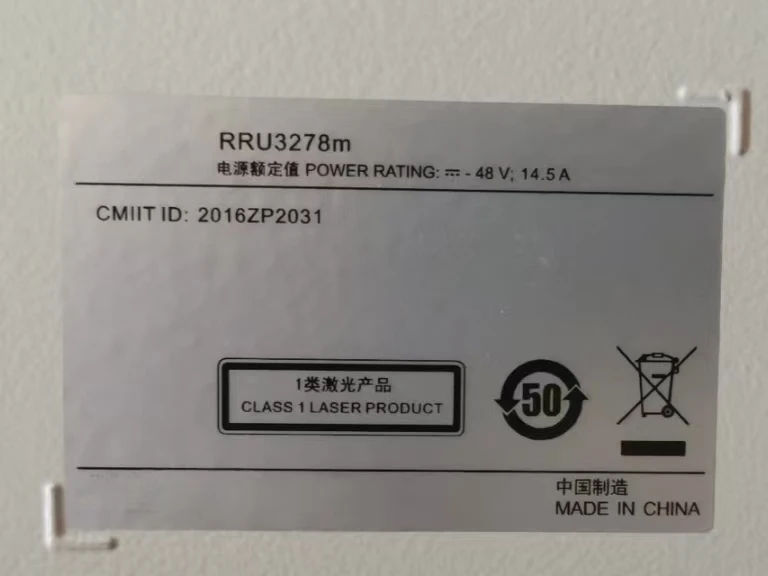 RRU3278m
电源额定值 POWER RATING: ⎓ - 48 V; 14.5 A
CMIIT ID: 2016ZP2031
1类激光产品
CLASS 1 LASER PRODUCT
50
中国制造
MADE IN CHINA